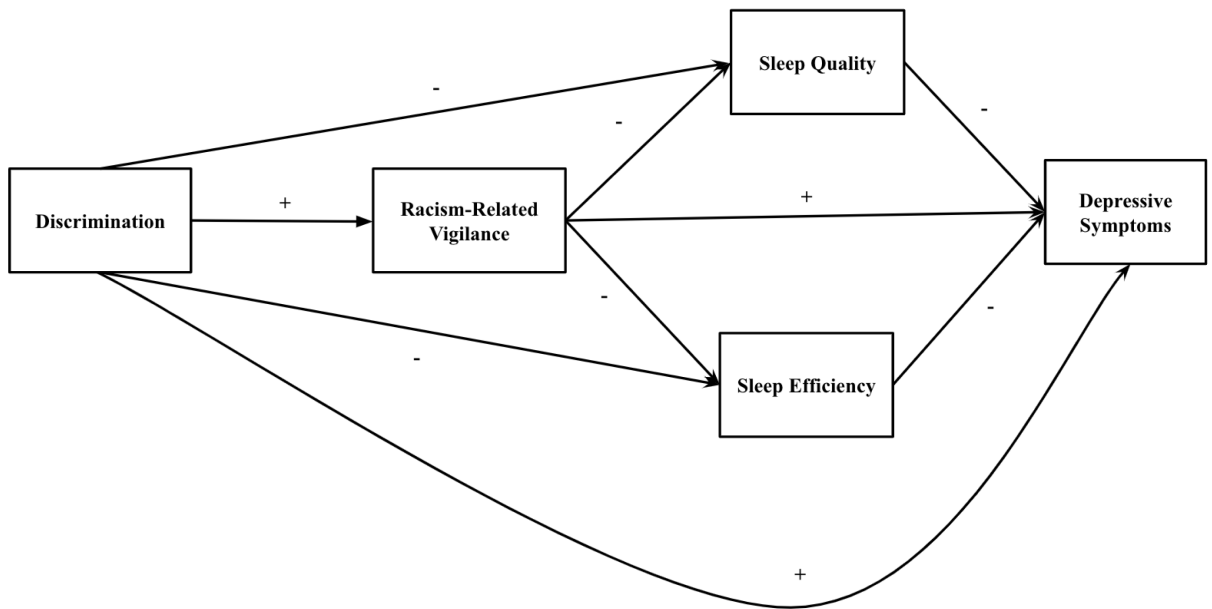 Sleep Quality
-
-
-
Discrimination
+
Racism-Related
Vigilance
+
Depressive
Symptoms
-
-
-
Sleep Efficiency
+